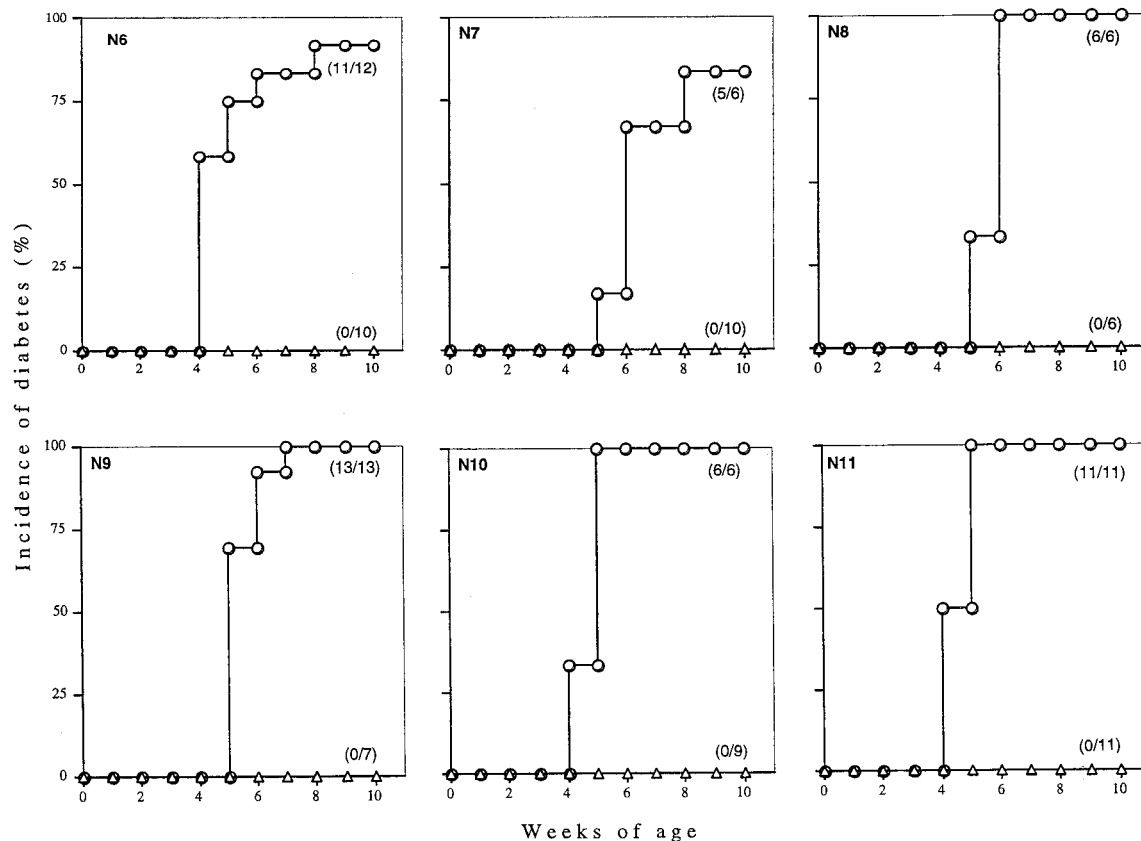 Incidence of diabetes (%)
100
75
50
25
0
N6
(11/12)
(0/10)
0 2 4 6 8 10
N7
(5/6)
(0/10)
0 2 4 6 8 10
N8
(6/6)
(0/6)
0 2 4 6 8 10
100
75
50
25
0
N9
(13/13)
(0/7)
0 2 4 6 8 10
N10
(6/6)
(0/9)
0 2 4 6 8 10
N11
(11/11)
(0/11)
0 2 4 6 8 10
Weeks of age